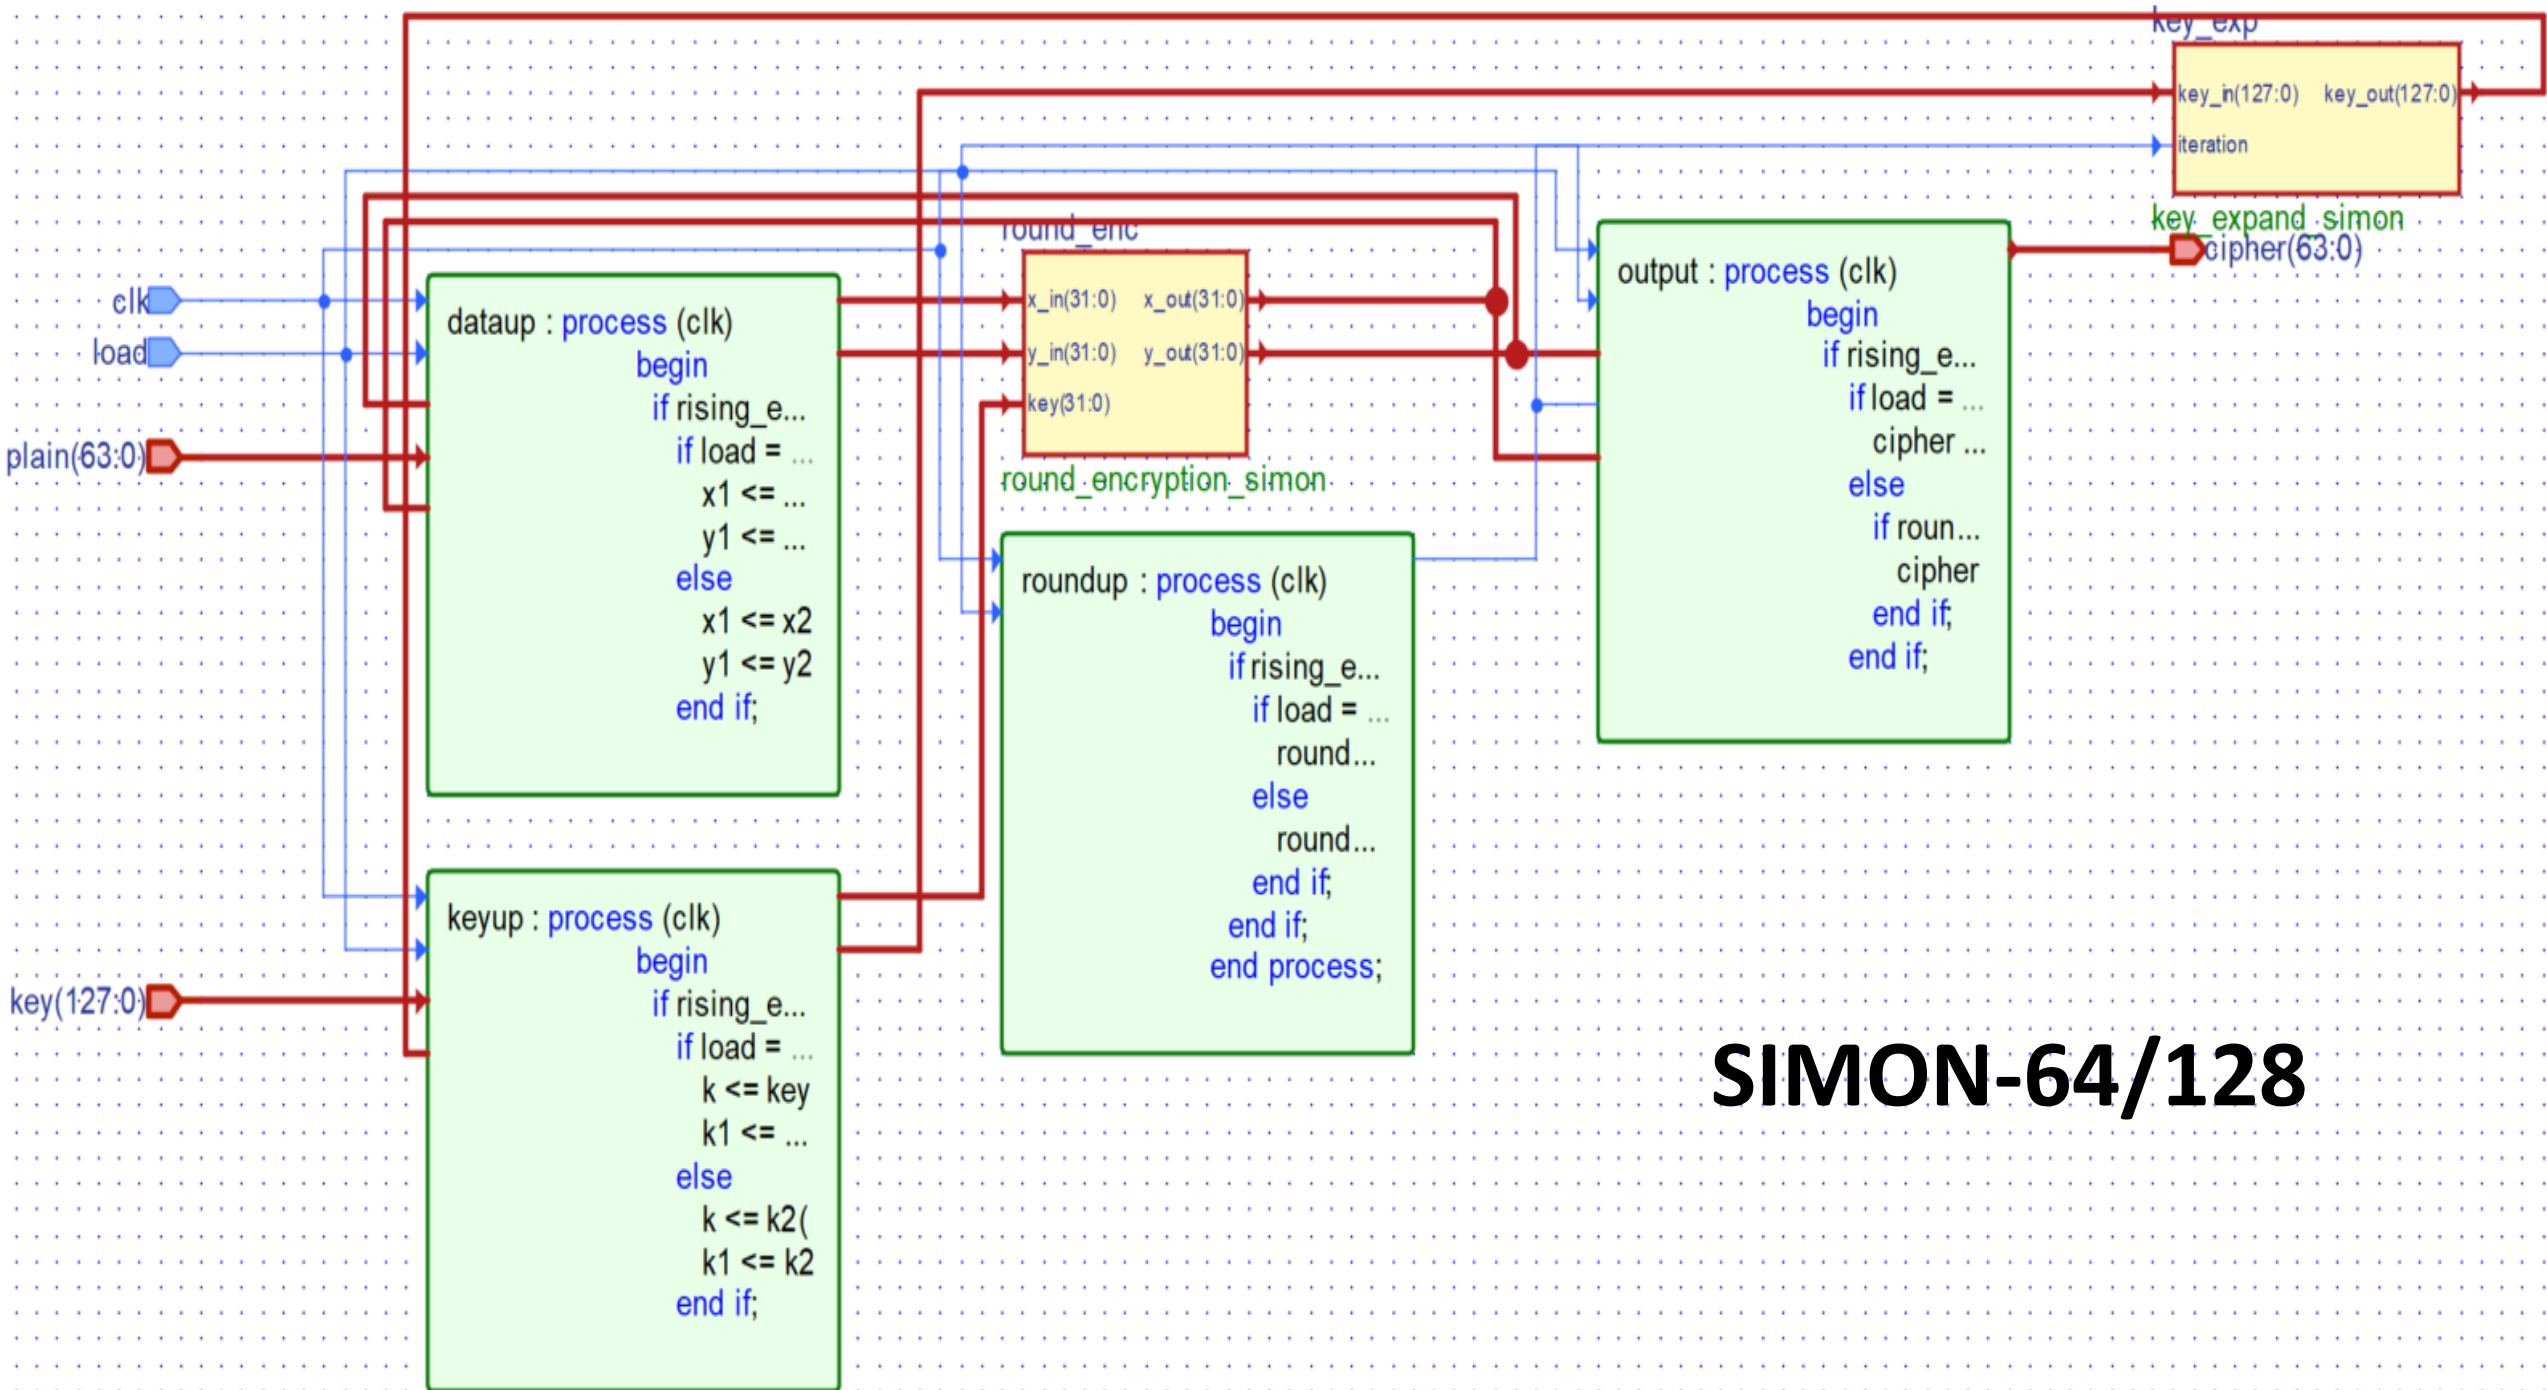 key_exp
key_in(127:0) key_out(127:0)
iteration
key_expand_simon
cipher(63:0)
clk
load
plain(63:0)
key(127:0)
dataup : process (clk)
begin
if rising_e...
if load = ...
x1 <= ...
y1 <= ...
else
x1 <= x2
y1 <= y2
end if;
round_enc
x_in(31:0) x_out(31:0)
y_in(31:0) y_out(31:0)
key(31:0)
round_encryption_simon
output : process (clk)
begin
if rising_e...
if load = ...
cipher ...
else
if roun...
cipher
end if;
end if;
roundup : process (clk)
begin
if rising_e...
if load = ...
round...
else
round...
end if;
end if;
end process;
keyup : process (clk)
begin
if rising_e...
if load = ...
k <= key
k1 <= ...
else
k <= k2(
k1 <= k2
end if;
SIMON-64/128